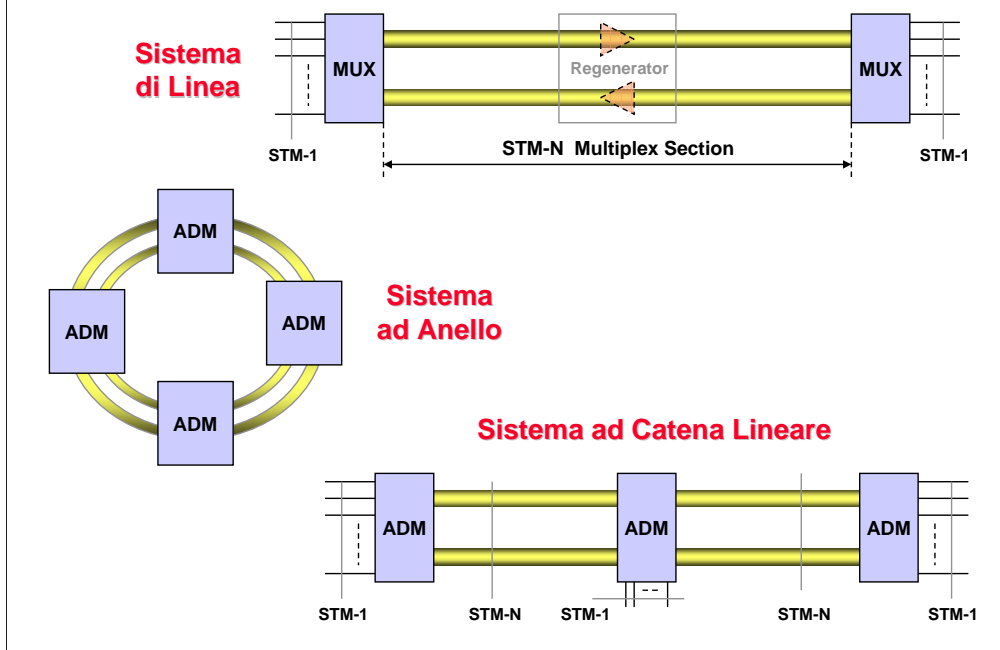 Sistema
di Linea
MUX
Regenerator
MUX
STM-1
STM-N Multiplex Section
STM-1
ADM
ADM
ADM
ADM
Sistema
ad Anello
Sistema ad Catena Lineare
ADM
ADM
ADM
STM-1
STM-N
STM-1
STM-N
STM-1